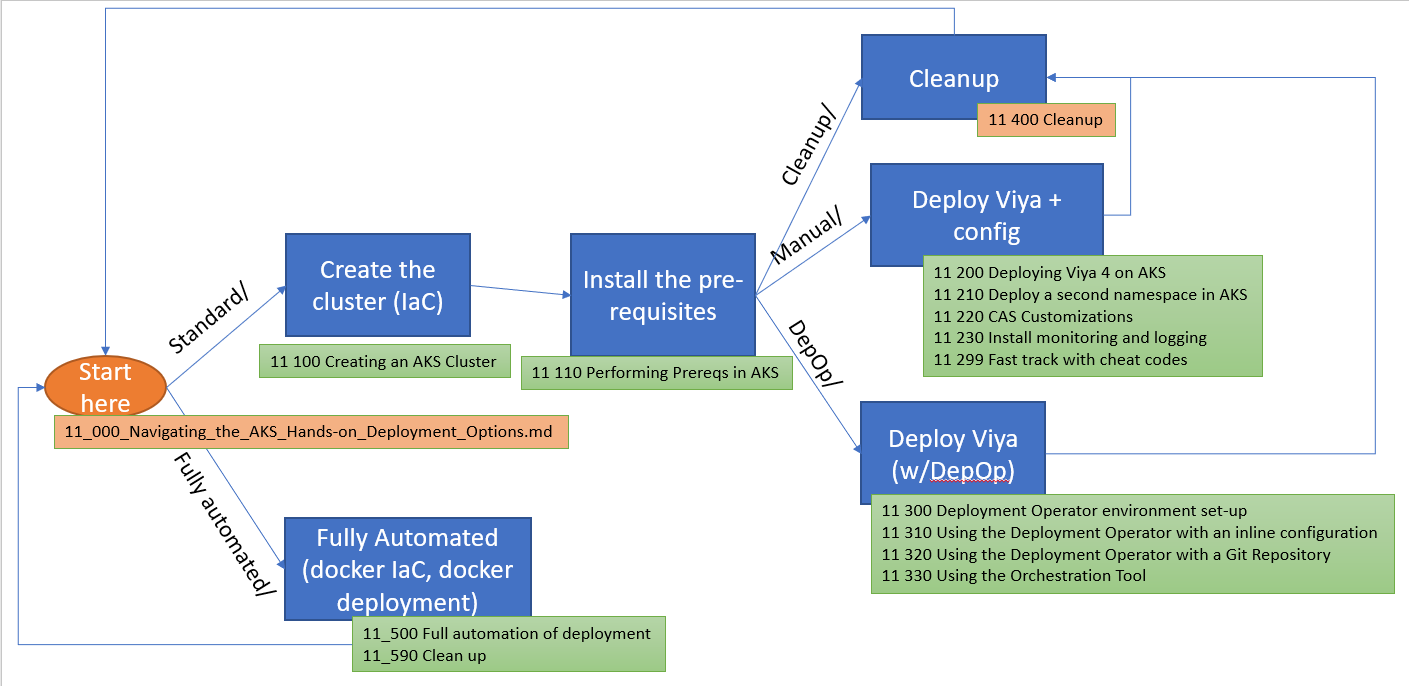 Cleanup
11 400 Cleanup
Cleanup/
Deploy Viya +
config
Manual/
11 200 Deploying Viya 4 on AKS
11 210 Deploy a second namespace in AKS
11 220 CAS Customizations
11 230 Install monitoring and logging
11 299 Fast track with cheat codes
Create the
cluster (IaC)
Install the pre-
requisites
Standard/
11 100 Creating an AKS Cluster
11 110 Performing Prereqs in AKS
DepOp/
Start
here
11_000_Navigating_the_AKS_Hands-on_Deployment_Options.md
Deploy Viya
(w/DepOp)
Fully automated/
11 300 Deployment Operator environment set-up
11 310 Using the Deployment Operator with an inline configuration
11 320 Using the Deployment Operator with a Git Repository
11 330 Using the Orchestration Tool
Fully Automated
(docker IaC, docker
deployment)
11_500 Full automation of deployment
11_590 Clean up